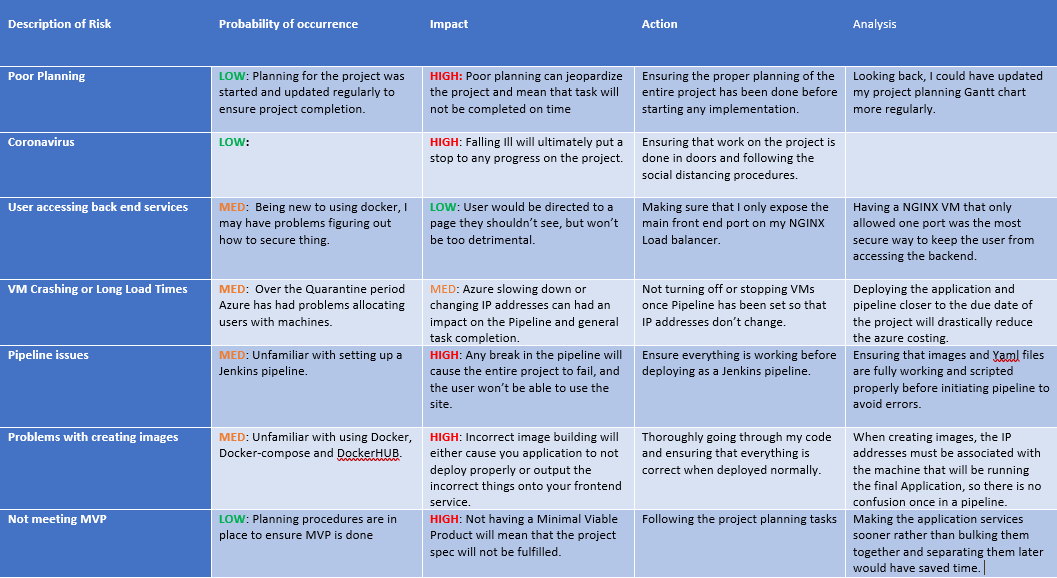 Description of Risk
Probability of occurrence
Impact
Action
Analysis
Poor Planning
LOW: Planning for the project was
started and updated regularly to
ensure project completion.
HIGH: Poor planning can jeopardize
the project and mean that task will
not be completed on time
Ensuring the proper planning of the
entire project has been done before
starting any implementation.
Looking back, I could have updated
my project planning Gantt chart
more regularly.
Coronavirus
LOW:
HIGH: Falling Ill will ultimately put a
stop to any progress on the project.
Ensuring that work on the project is
done in doors and following the
social distancing procedures.
User accessing back end services
MED:  Being new to using docker, I
may have problems figuring out
how to secure thing.
LOW: User would be directed to a
page they shouldn’t see, but won’t
be too detrimental.
Making sure that I only expose the
main front end port on my NGINX
Load balancer.
Having a NGINX VM that only
allowed one port was the most
secure way to keep the user from
accessing the backend.
VM Crashing or Long Load Times
MED:  Over the Quarantine period
Azure has had problems allocating
users with machines.
MED: Azure slowing down or
changing IP addresses can had an
impact on the Pipeline and general
task completion.
Not turning off or stopping VMs
once Pipeline has been set so that
IP addresses don’t change.
Deploying the application and
pipeline closer to the due date of
the project will drastically reduce
the azure costing.
Pipeline issues
MED: Unfamiliar with setting up a
Jenkins pipeline.
HIGH: Any break in the pipeline will
cause the entire project to fail, and
the user won’t be able to use the
site.
Ensure everything is working before
deploying as a Jenkins pipeline.
Ensuring that images and Yaml files
are fully working and scripted
properly before initiating pipeline to
avoid errors.
Problems with creating images
MED: Unfamiliar with using Docker,
Docker-compose and DockerHUB.
HIGH: Incorrect image building will
either cause you application to not
deploy properly or output the
incorrect things onto your frontend
service.
Thoroughly going through my code
and ensuring that everything is
correct when deployed normally.
When creating images, the IP
addresses must be associated with
the machine that will be running
the final Application, so there is no
confusion once in a pipeline.
Not meeting MVP
LOW: Planning procedures are in
place to ensure MVP is done
HIGH: Not having a Minimal Viable
Product will mean that the project
spec will not be fulfilled.
Following the project planning tasks
Making the application services
sooner rather than bulking them
together and separating them later
would have saved time.